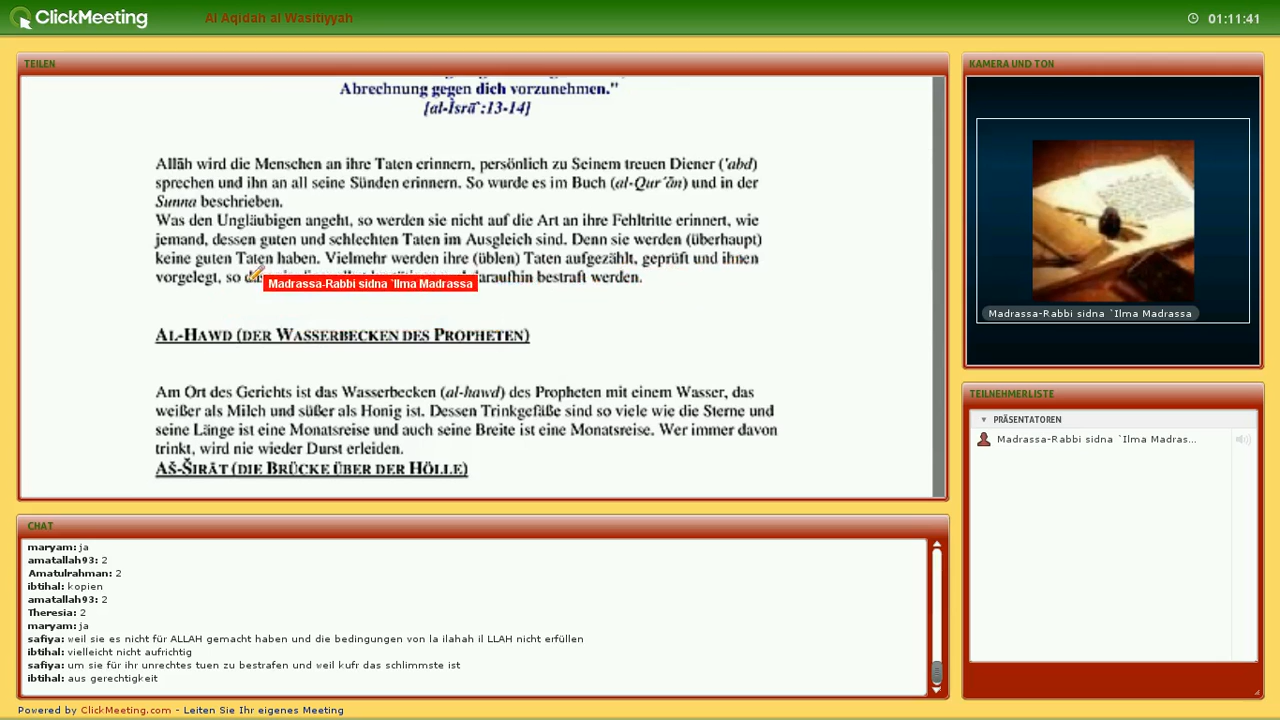 ClickMeeting
Al Aqidah al Wasitiyyah
01:11:41
TEILEN
Abrechnung gegen dich vorzunehmen."
[al-Îsrā´:13-14]
Allāh wird die Menschen an ihre Taten erinnern, persönlich zu Seinem treuen Diener ('abd)
sprechen und ihn an all seine Sünden erinnern. So wurde es im Buch (al-Qur´ān) und in der
Sunna beschrieben.
Was den Ungläubigen angeht, so werden sie nicht auf die Art an ihre Fehltritte erinnert, wie
jemand, dessen guten und schlechten Taten im Ausgleich sind. Denn sie werden (überhaupt)
keine guten Taten haben. Vielmehr werden ihre (üblen) Taten aufgezählt, geprüft und ihnen
vorgelegt, so daraufhin bestraft werden.
Madrassa-Rabbi sidna `Ilma Madrassa
AL-HAWD (DER WASSERBECKEN DES PROPHETEN)
Am Ort des Gerichts ist das Wasserbecken (al-hawd) des Propheten mit einem Wasser, das
weißer als Milch und süßer als Honig ist. Dessen Trinkgefäße sind so viele wie die Sterne und
seine Länge ist eine Monatsreise und auch seine Breite ist eine Monatsreise. Wer immer davon
trinkt, wird nie wieder Durst erleiden.
AŠ-ŠIRĀT (DIE BRÜCKE ÜBER DER HÖLLE)
KAMERA UND TON
Madrassa-Rabbi sidna `Ilma Madrassa
TEILNEHMERLISTE
PRÄSENTATOREN
Madrassa-Rabbi sidna `Ilma Madras...
CHAT
maryam: ja
amatallah93: 2
Amatulrahman: 2
ibtihal: kopien
amatallah93: 2
Theresia: 2
maryam: ja
safiya: weil sie es nicht für ALLAH gemacht haben und die bedingungen von la ilahah il LLAH nicht erfüllen
ibtihal: vielleicht nicht aufrichtig
safiya: um sie für ihr unrechtes tuen zu bestrafen und weil kufr das schlimmste ist
ibtihal: aus gerechtigkeit
Powered by ClickMeeting.com - Leiten Sie Ihr eigenes Meeting